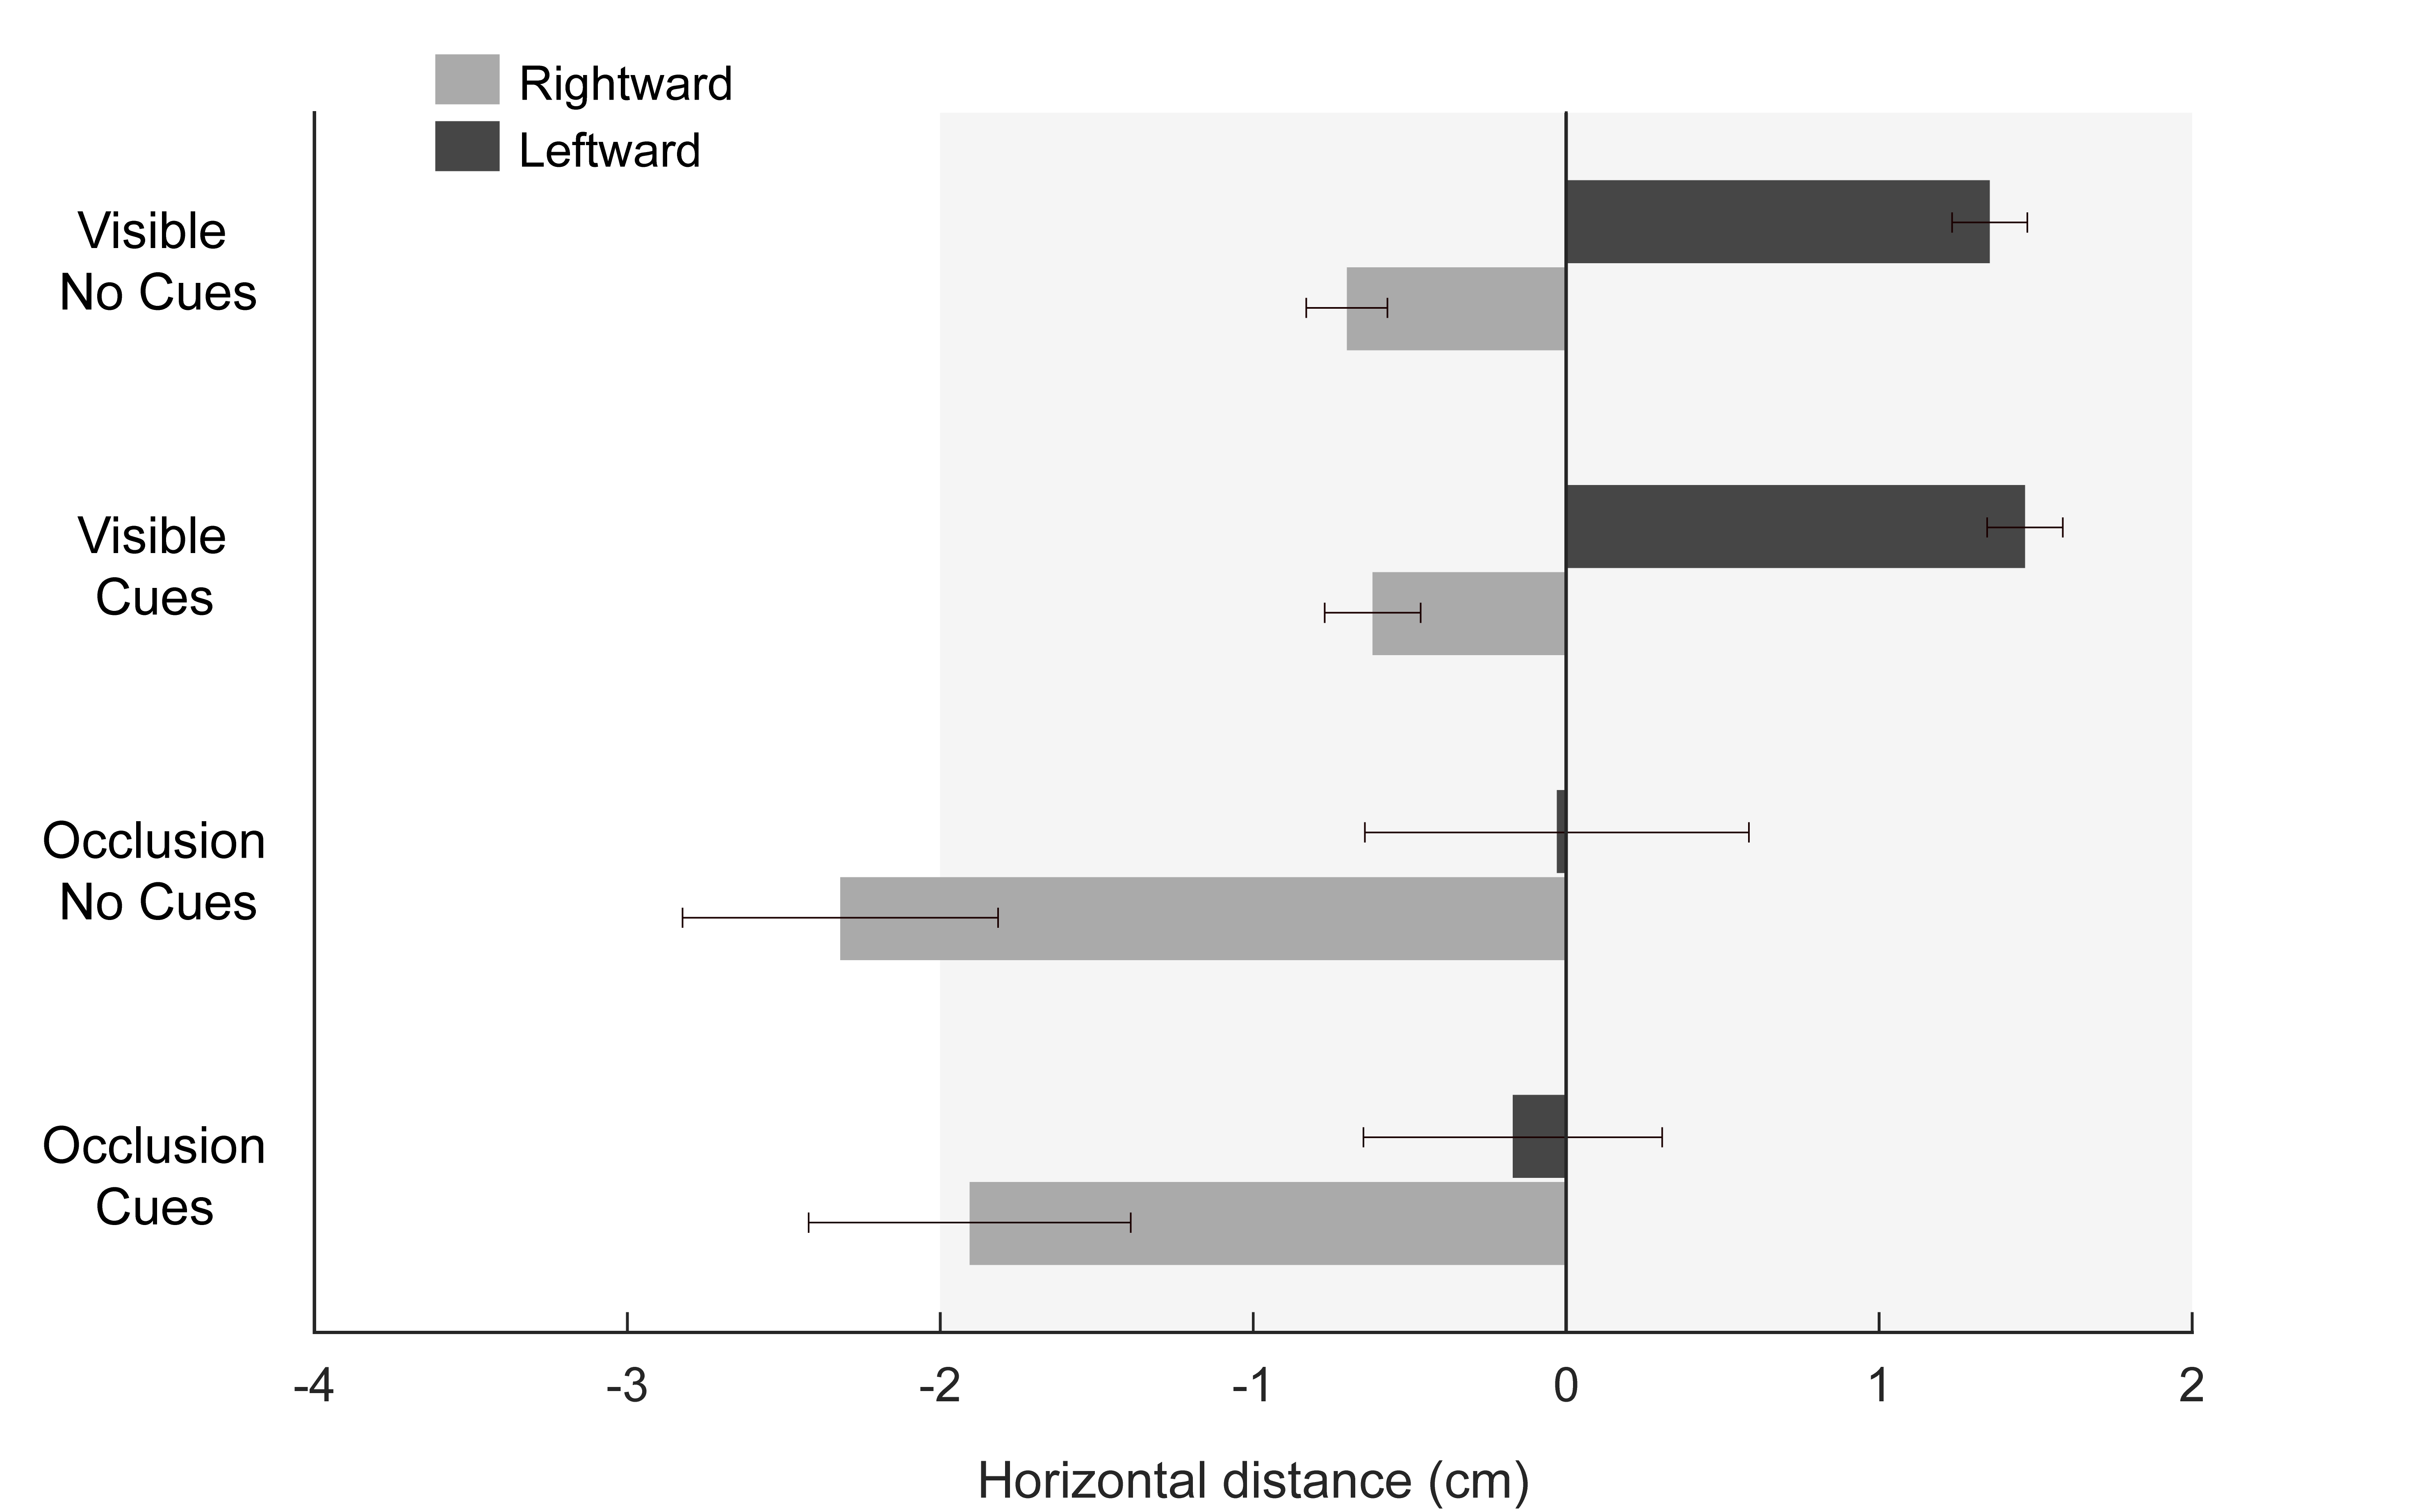 Rightward
Leftward
Visible
No Cues
Visible
Cues
Occlusion
No Cues
Occlusion
Cues
-4 -3 -2 -1 0 1 2
Horizontal distance (cm)